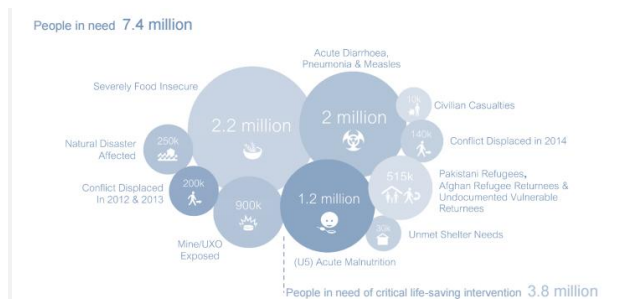 People in need 7.4 million
Acute Diarrhoea,
Pneumonia & Measles
Severely Food Insecure
2.2 million
2 million
10k
Civilian Casualties
Natural Disaster
Affected
250k
140k
Conflict Displaced in 2014
Conflict Displaced
In 2012 & 2013
200k
900k
1.2 million
515k
Pakistani Refugees,
Afghan Refugee Returnees &
Undocumented Vulnerable
Returnees
Mine/UXO
Exposed
Unmet Shelter Needs
(U5) Acute Malnutrition
People in need of critical life-saving intervention 3.8 million